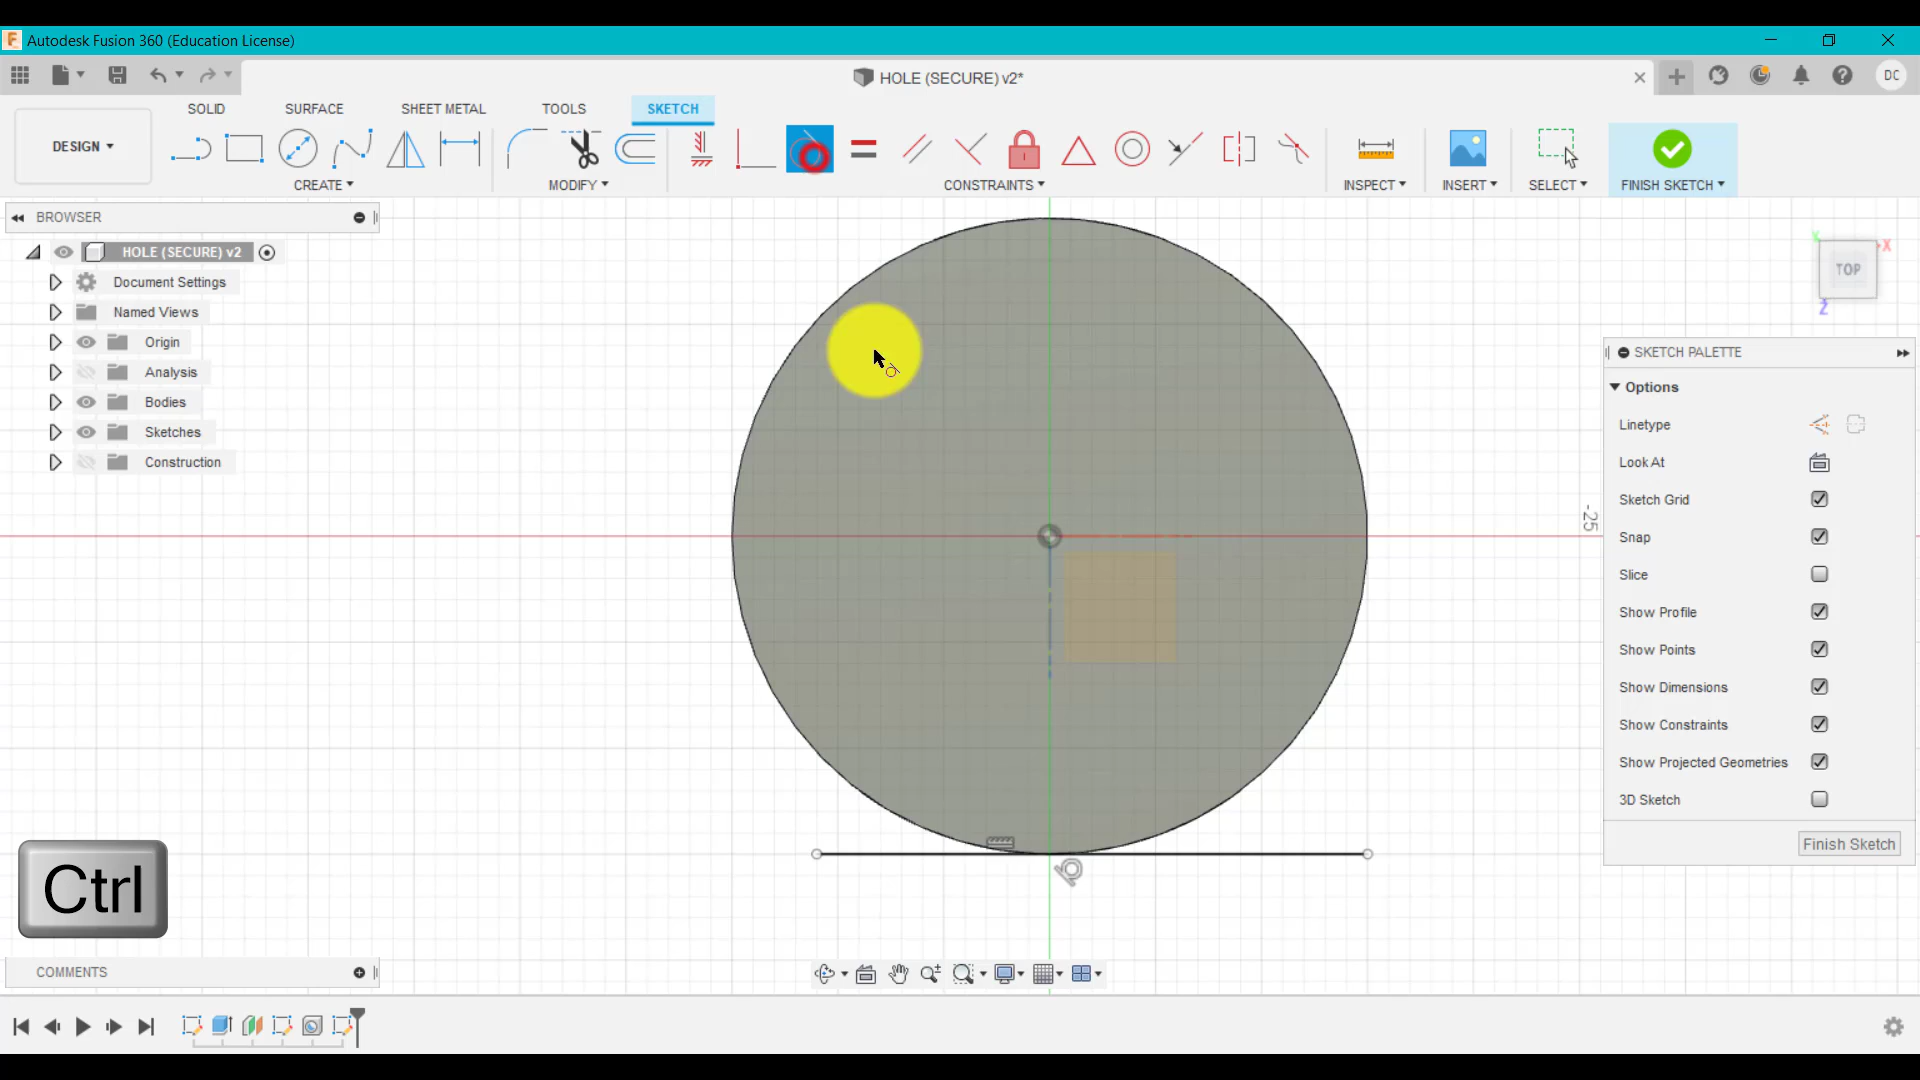 Autodesk Fusion 360 (Education License)
HOLE (SECURE) v2*
DC
SOLID
SURFACE
SHEET METAL
TOOLS
SKETCH
DESIGN
CREATE
MODIFY
CONSTRAINTS
INSPECT
INSERT
SELECT
FINISH SKETCH
BROWSER
HOLE (SECURE) v2
Document Settings
Named Views
Origin
Analysis
Bodies
Sketches
Construction
Y
X
TOP
Z
-25
SKETCH PALETTE
Options
Linetype
Look At
Sketch Grid
Snap
Slice
Show Profile
Show Points
Show Dimensions
Show Constraints
Show Projected Geometries
3D Sketch
Finish Sketch
Ctrl
COMMENTS